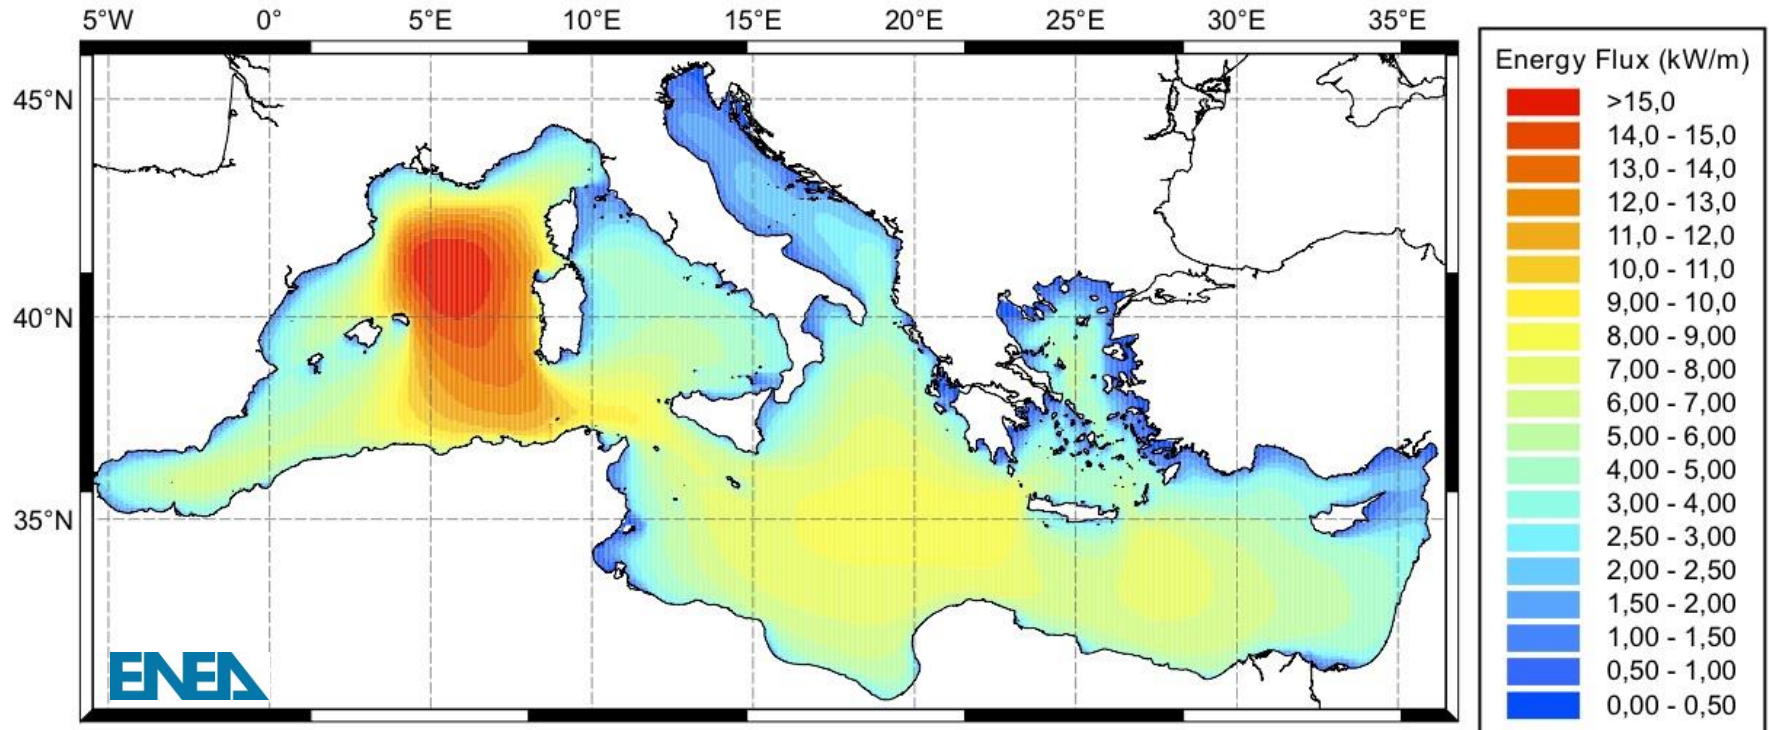 5°W 0° 5°E 10°E 15°E 20°E 25°E 30°E 35°E
45°N
40°N
35°N
ENEA
Energy Flux (kW/m)
>15,0
14,0 - 15,0
13,0 - 14,0
12,0 - 13,0
11,0 - 12,0
10,0 - 11,0
9,00 - 10,0
8,00 - 9,00
7,00 - 8,00
6,00 - 7,00
5,00 - 6,00
4,00 - 5,00
3,00 - 4,00
2,50 - 3,00
2,00 - 2,50
1,50 - 2,00
1,00 - 1,50
0,50 - 1,00
0,00 - 0,50